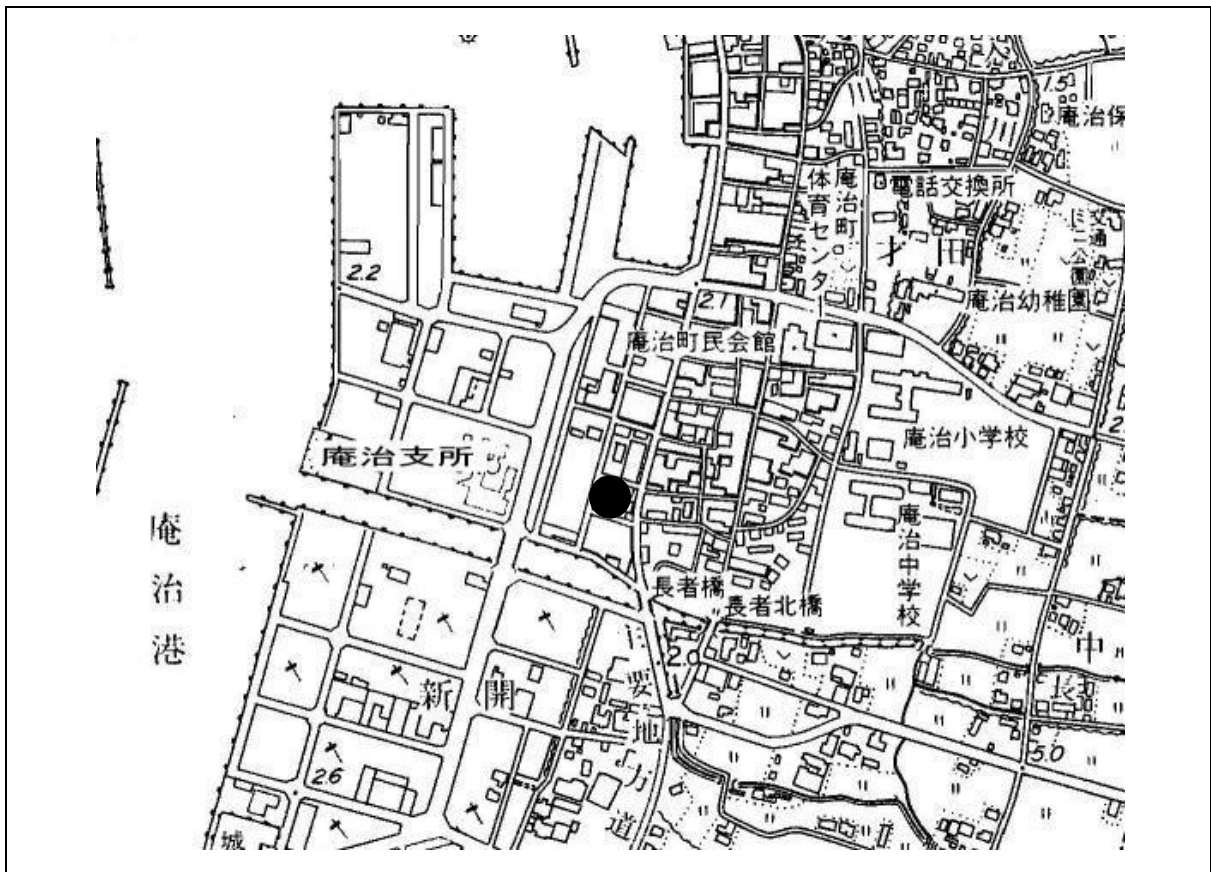 1.5
庵治保
電話交換所
庵治町
体育センタ
交通
ミニ公園
才田
2.2
2.1
庵治幼稚園
庵治町民会館
庵治小学校
2.
庵治支所
庵治港
庵治中学校
長者橋
長者北橋
2.0
中
新開
要地
方
道
5.0
2.6
城